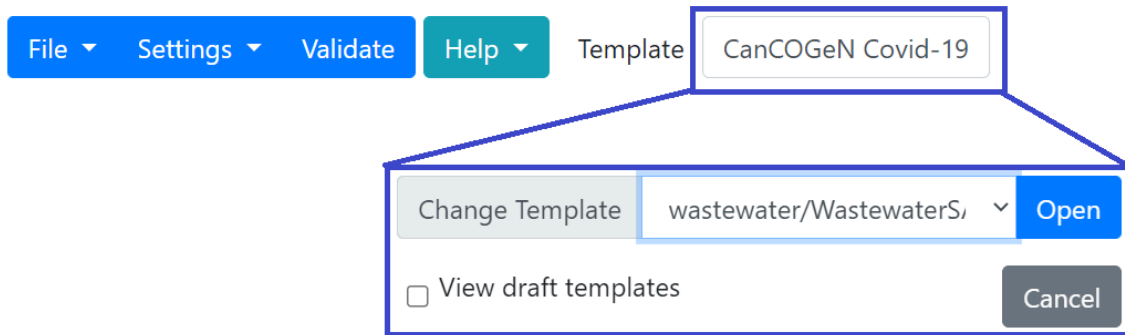 File Settings Validate Help Template CanCOGeN Covid-19
Change Template wastewater/WastewaterS Open
View draft templates
Cancel